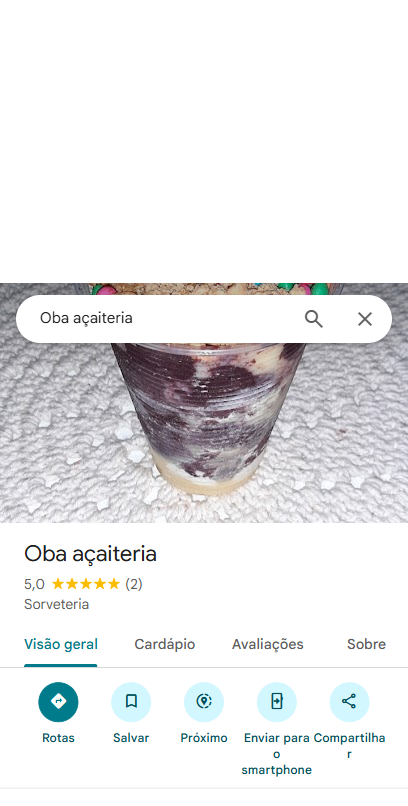 Oba açaiteria
Oba açaiteria
5,0 (2)
Sorveteria
Visão geral Cardápio Avaliações Sobre
Rotas Salvar Próximo Enviar para o smartphone Compartilhar